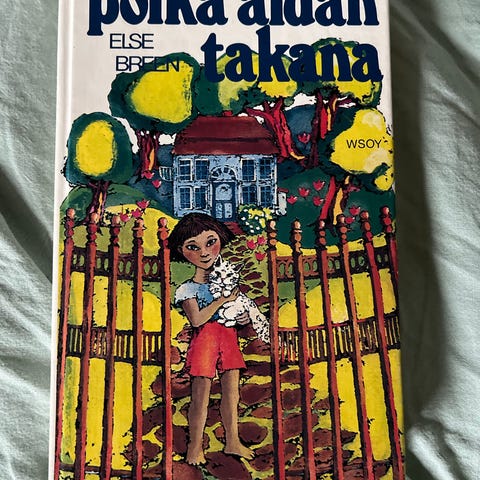 poika aidan
takana
ELSE
BREEN
WSOY